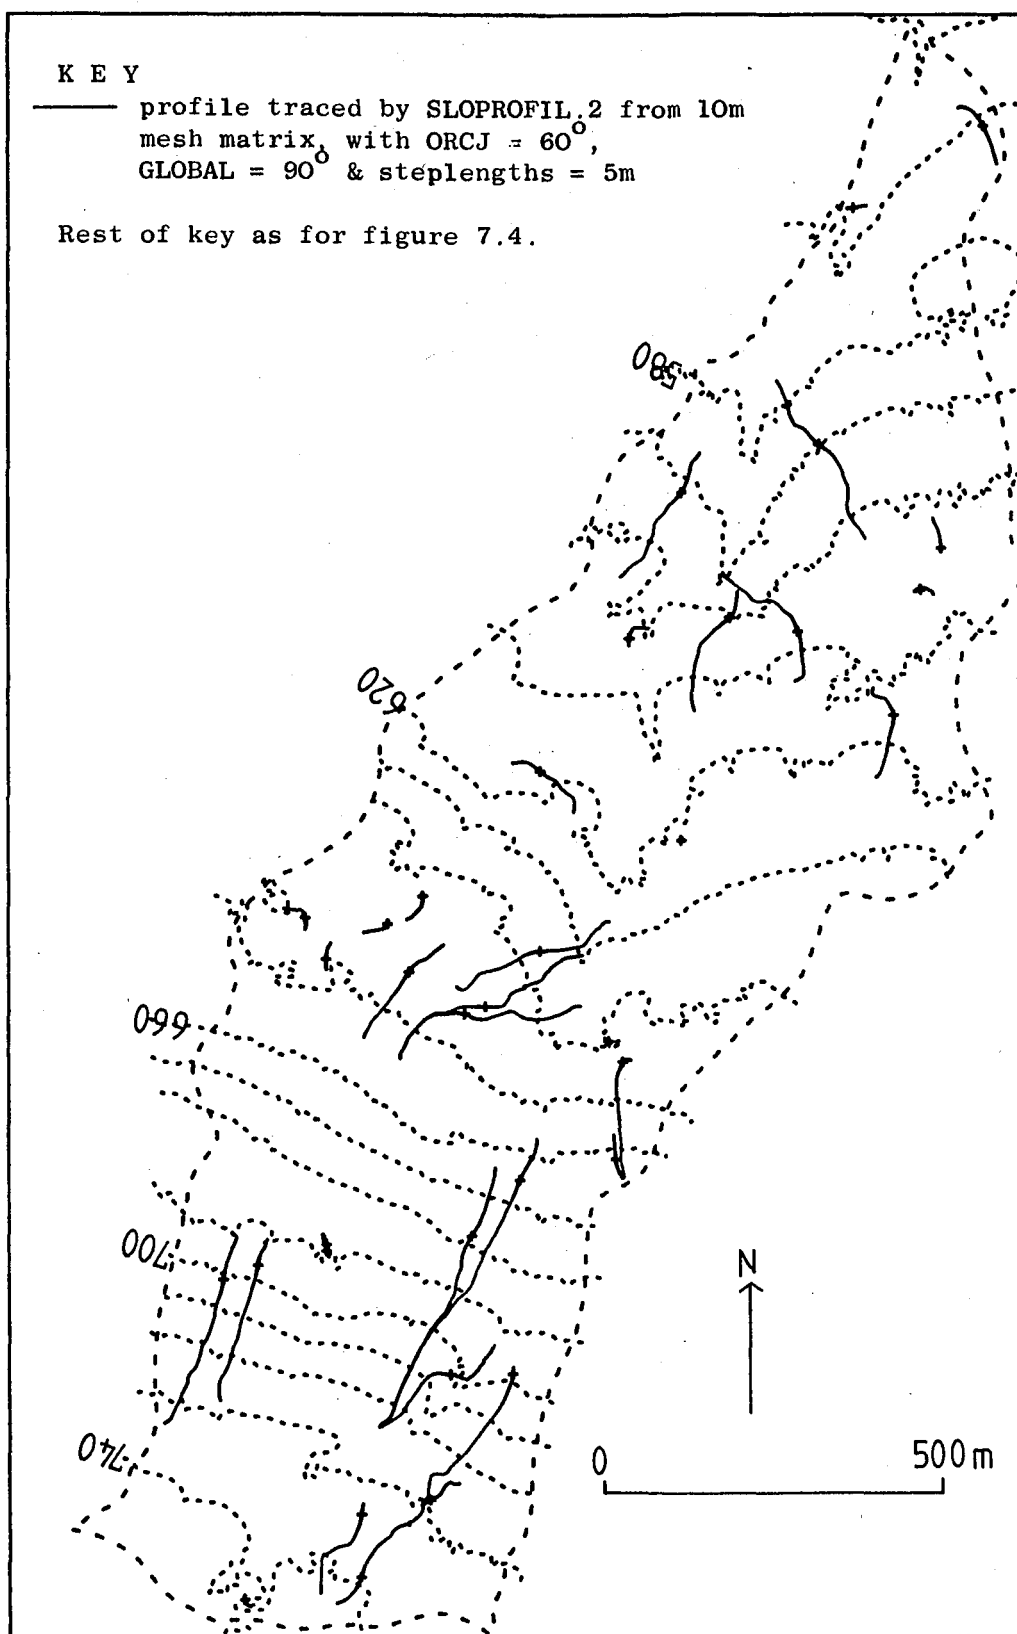 K E Y
profile traced by SLOPROFIL.2 from 10m
mesh matrix, with ORCJ = 60°,
GLOBAL = 90° & steplengths = 5m
Rest of key as for figure 7.4.
580
620
660
700
N
740
0
500m